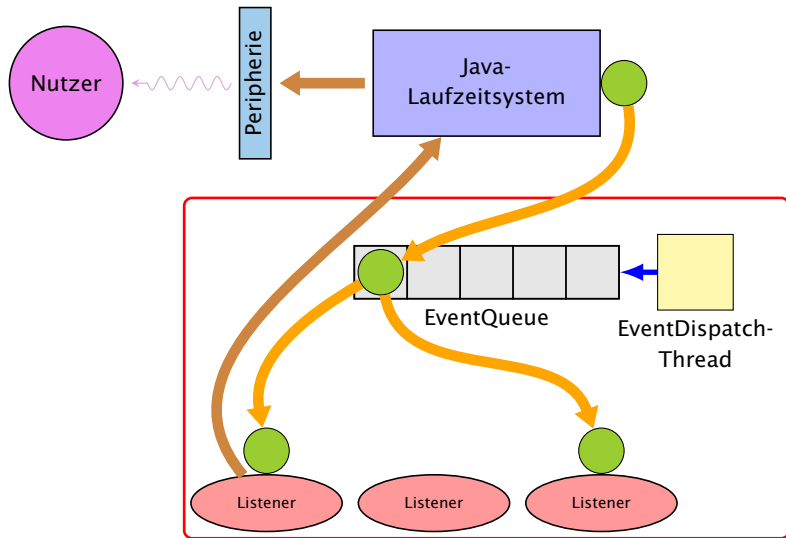 Nutzer
Peripherie
Java-
Laufzeitsystem
EventQueue
EventDispatch-
Thread
Listener
Listener
Listener